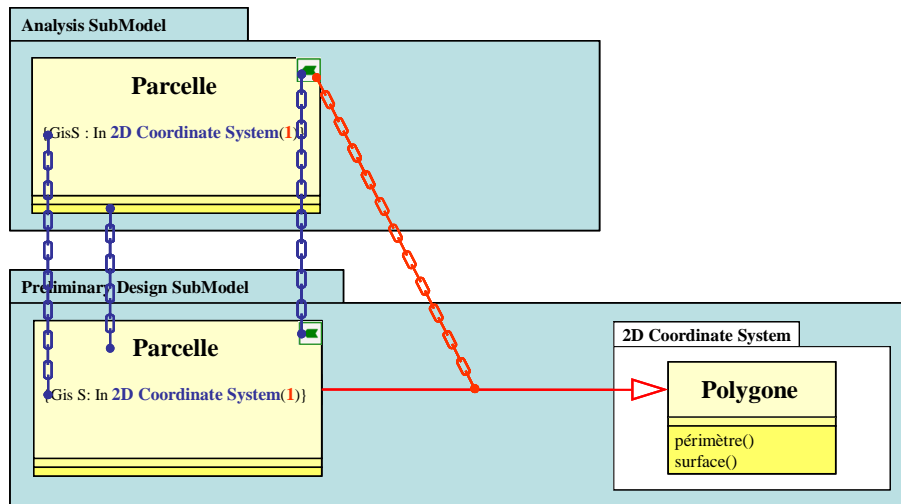 Analysis SubModel
Parcelle
{GisS : In 2D Coordinate System(1)}
Preliminary Design SubModel
Parcelle
{Gis S: In 2D Coordinate System(1)}
2D Coordinate System
Polygone
périmètre()
surface()